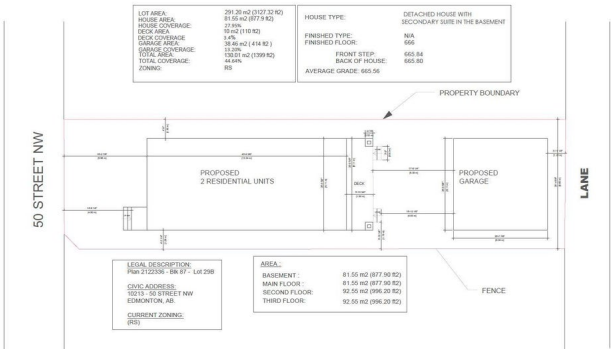 LOT AREA: 291.20 m2 (3127.32 ft2)
HOUSE AREA: 81.55 m2 (877.9 ft2)
HOUSE COVERAGE: 27.95%
DECK AREA 10 m2 (110 ft2)
DECK COVERAGE 3.4%
GARAGE AREA: 38.46 m2 ( 414 ft2 )
GARAGE COVERAGE: 13.20%
TOTAL AREA: 130.01 m2 (1399 ft2)
TOTAL COVERAGE: 44.64%
ZONING: RS
HOUSE TYPE: DETACHED HOUSE WITH
SECONDARY SUITE IN THE BASEMENT
FINISHED TYPE: N/A
FINISHED FLOOR: 666
FRONT STEP: 665.84
BACK OF HOUSE: 665.80
AVERAGE GRADE: 665.56
PROPERTY BOUNDARY
50 STREET NW
PROPOSED
2 RESIDENTIAL UNITS
DECK
PROPOSED
GARAGE
LANE
LEGAL DESCRIPTION:
Plan 2122336 - Blk 87 - Lot 29B
CIVIC ADDRESS:
10213 - 50 STREET NW
EDMONTON, AB.
CURRENT ZONING:
(RS)
AREA :
BASEMENT : 81.55 m2 (877.90 ft2)
MAIN FLOOR : 81.55 m2 (877.90 ft2)
SECOND FLOOR: 92.55 m2 (996.20 ft2)
THIRD FLOOR: 92.55 m2 (996.20 ft2)
FENCE